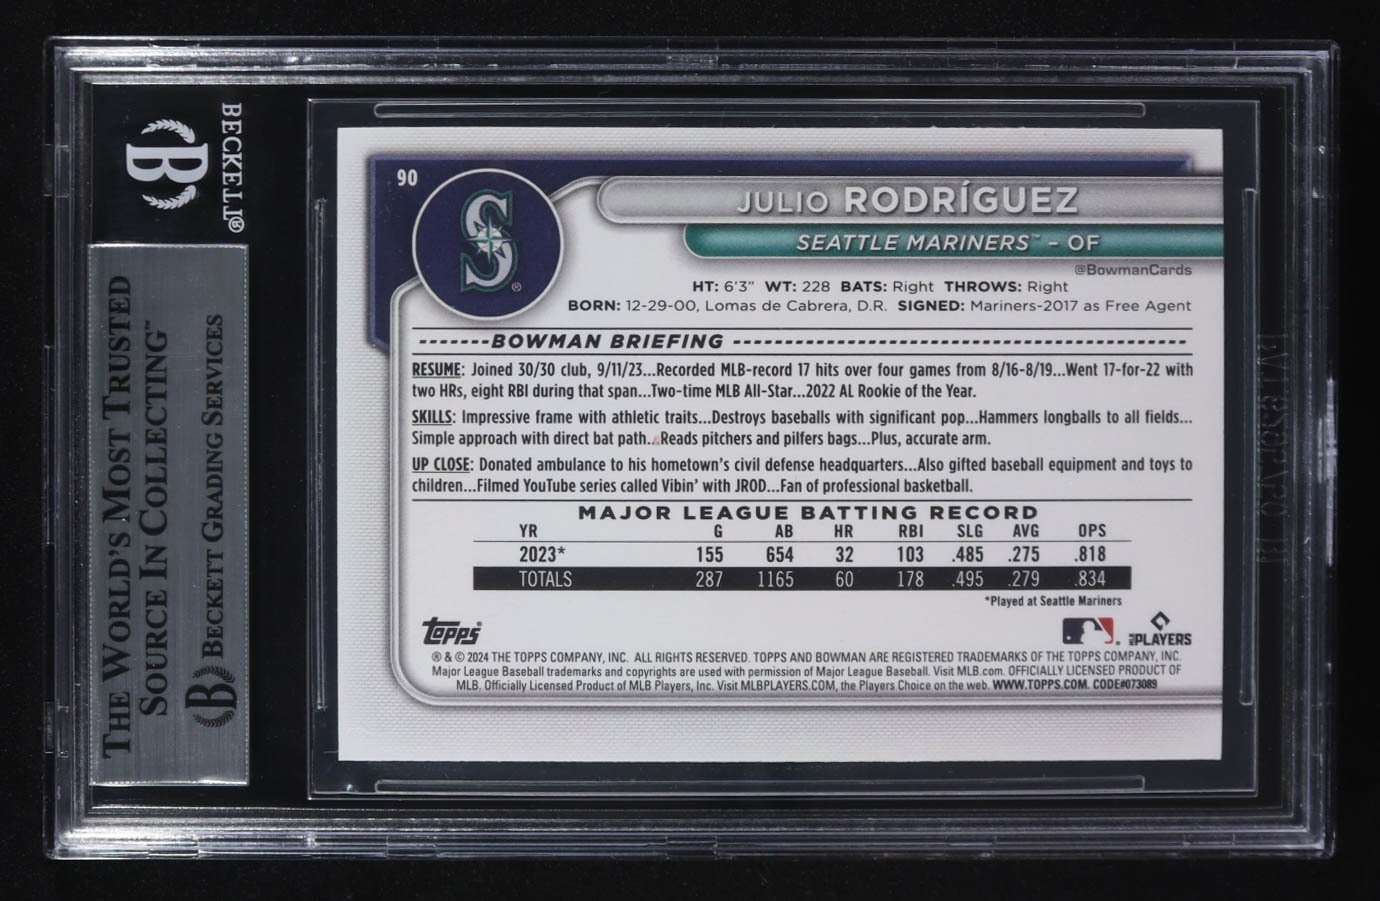 BECKETT®
B
THE WORLD'S MOST TRUSTED
SOURCE IN COLLECTING™
B BECKETT GRADING SERVICES
90
S®
JULIO RODRÍGUEZ
SEATTLE MARINERS™ – OF
@BowmanCards
HT: 6'3" WT: 228 BATS: Right THROWS: Right
BORN: 12-29-00, Lomas de Cabrera, D.R. SIGNED: Mariners-2017 as Free Agent
BOWMAN BRIEFING
RESUME: Joined 30/30 club, 9/11/23...Recorded MLB-record 17 hits over four games from 8/16-8/19...Went 17-for-22 with
two HRs, eight RBI during that span...Two-time MLB All-Star...2022 AL Rookie of the Year.
SKILLS: Impressive frame with athletic traits...Destroys baseballs with significant pop...Hammers longballs to all fields...
Simple approach with direct bat path...Reads pitchers and pilfers bags...Plus, accurate arm.
UP CLOSE: Donated ambulance to his hometown's civil defense headquarters...Also gifted baseball equipment and toys to
children...Filmed YouTube series called Vibin' with JROD...Fan of professional basketball.
MAJOR LEAGUE BATTING RECORD
YR G AB HR RBI SLG AVG OPS
2023* 155 654 32 103 .485 .275 .818
TOTALS 287 1165 60 178 .495 .279 .834
*Played at Seattle Mariners
Topps®
PLAYERS
® & © 2024 THE TOPPS COMPANY, INC. ALL RIGHTS RESERVED. TOPPS AND BOWMAN ARE REGISTERED TRADEMARKS OF THE TOPPS COMPANY, INC.
Major League Baseball trademarks and copyrights are used with permission of Major League Baseball. Visit MLB.com. OFFICIALLY LICENSED PRODUCT OF
MLB. Officially Licensed Product of MLB Players, Inc. Visit MLBPLAYERS.COM, the Players Choice on the web. WWW.TOPPS.COM. CODE#073089